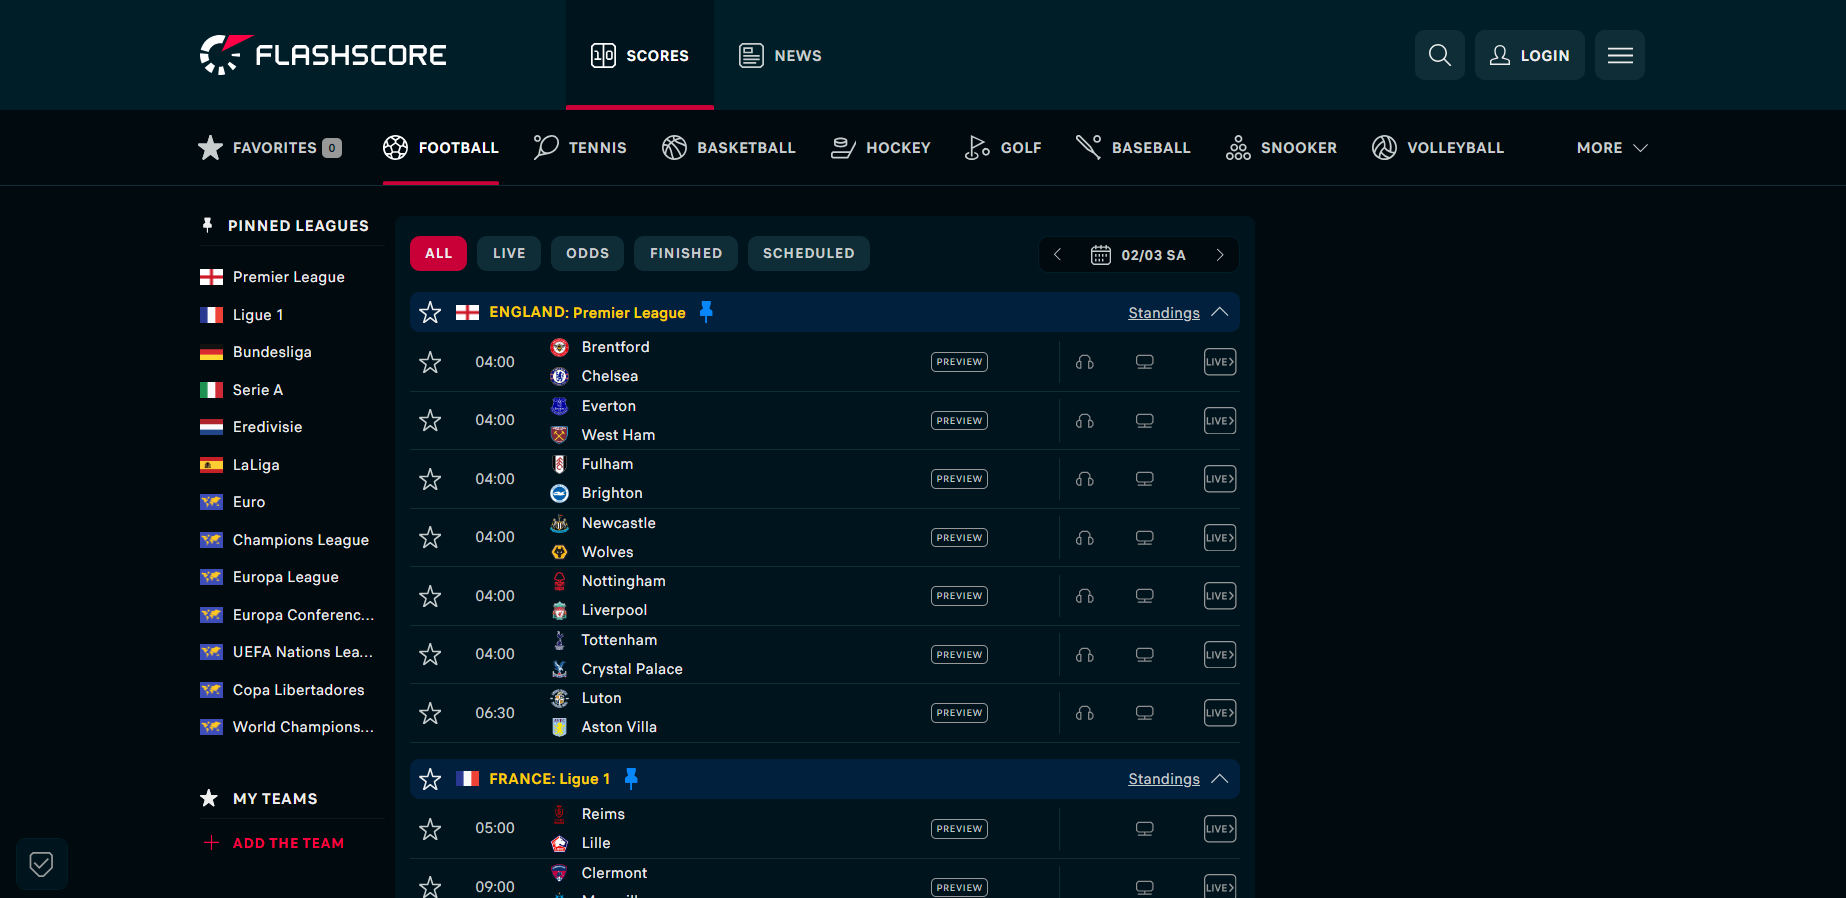 FLASHSCORE
SCORES
NEWS
LOGIN
FAVORITES 0
FOOTBALL
TENNIS
BASKETBALL
HOCKEY
GOLF
BASEBALL
SNOOKER
VOLLEYBALL
MORE
PINNED LEAGUES
Premier League
Ligue 1
Bundesliga
Serie A
Eredivisie
LaLiga
Euro
Champions League
Europa League
Europa Conferenc...
UEFA Nations Lea...
Copa Libertadores
World Champions...
MY TEAMS
ADD THE TEAM
ALL
LIVE
ODDS
FINISHED
SCHEDULED
02/03 SA
ENGLAND: Premier League
Standings
04:00
Brentford
Chelsea
PREVIEW
LIVE
04:00
Everton
West Ham
PREVIEW
LIVE
04:00
Fulham
Brighton
PREVIEW
LIVE
04:00
Newcastle
Wolves
PREVIEW
LIVE
04:00
Nottingham
Liverpool
PREVIEW
LIVE
04:00
Tottenham
Crystal Palace
PREVIEW
LIVE
06:30
Luton
Aston Villa
PREVIEW
LIVE
FRANCE: Ligue 1
Standings
05:00
Reims
Lille
PREVIEW
LIVE
09:00
Clermont
PREVIEW
LIVE